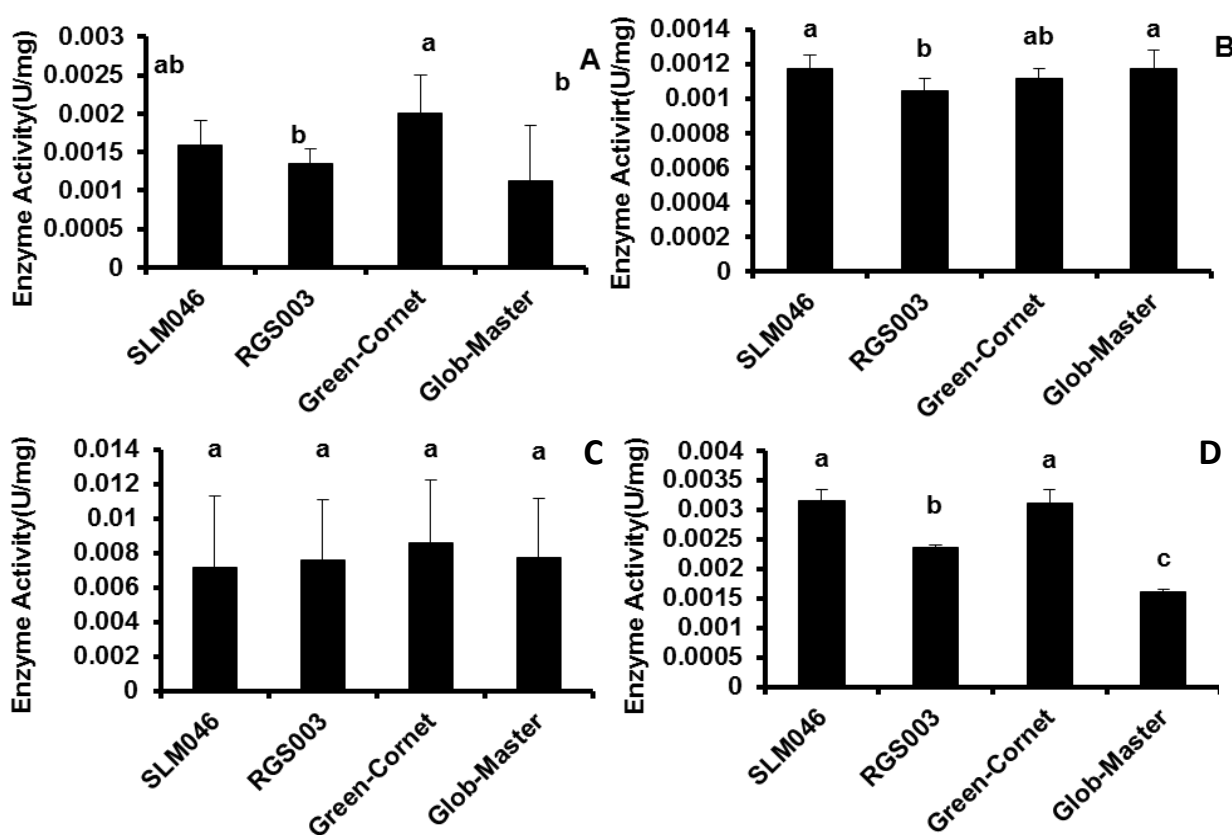 Enzyme Activity(U/mg)
0.003
0.0025
0.002
0.0015
0.001
0.0005
0
ab
b
a
b
A
SLM046
RGS003
Green-Cornet
Glob-Master
Enzyme Activirt(U/mg)
0.0014
0.0012
0.001
0.0008
0.0006
0.0004
0.0002
0
a
b
ab
a
B
SLM046
RGS003
Green-Cornet
Glob-Master
Enzyme Activity(U/mg)
0.014
0.012
0.01
0.008
0.006
0.004
0.002
0
a
a
a
a
C
SLM046
RGS003
Green-Cornet
Glob-Master
Enzyme Activity(U/mg)
0.004
0.0035
0.003
0.0025
0.002
0.0015
0.001
0.0005
0
a
b
a
c
D
SLM046
RGS003
Green-Cornet
Glob-Master